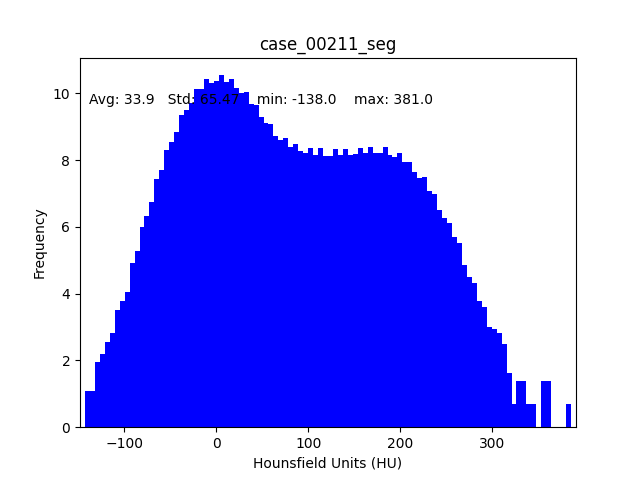 case_00211_seg
Avg: 33.9 Std: 65.47 min: -138.0 max: 381.0
10
8
6
4
2
0
Frequency
−100 0 100 200 300
Hounsfield Units (HU)